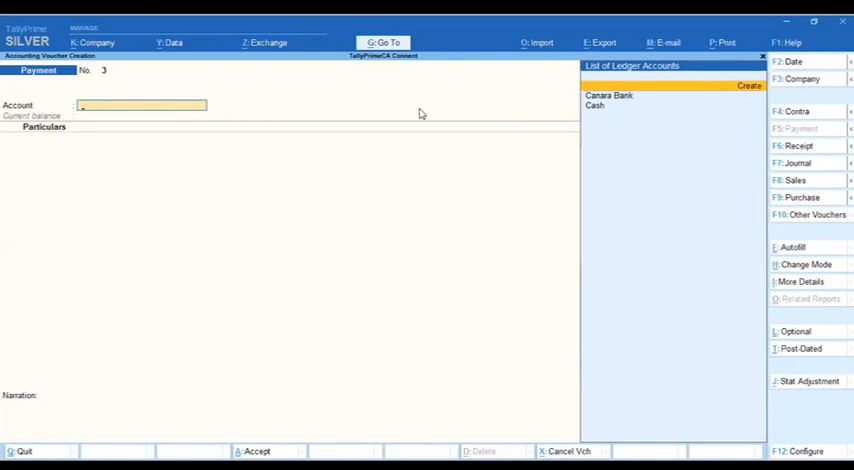 TallyPrime
SILVER
MANAGE
K: Company
Y: Data
Z: Exchange
G: Go To
O: Import
E: Export
M: E-mail
P: Print
F1: Help
Accounting Voucher Creation
TallyPrimeCA Connect
Payment No. 3
Account :
Current balance :
Particulars
Narration:
List of Ledger Accounts
Create
Canara Bank
Cash
F2: Date
F3: Company
F4: Contra
F5: Payment
F6: Receipt
F7: Journal
F8: Sales
F9: Purchase
F10: Other Vouchers
F: Autofill
H: Change Mode
I: More Details
O: Related Reports
L: Optional
T: Post-Dated
J: Stat Adjustment
Q: Quit
A: Accept
D: Delete
X: Cancel Vch
F12: Configure